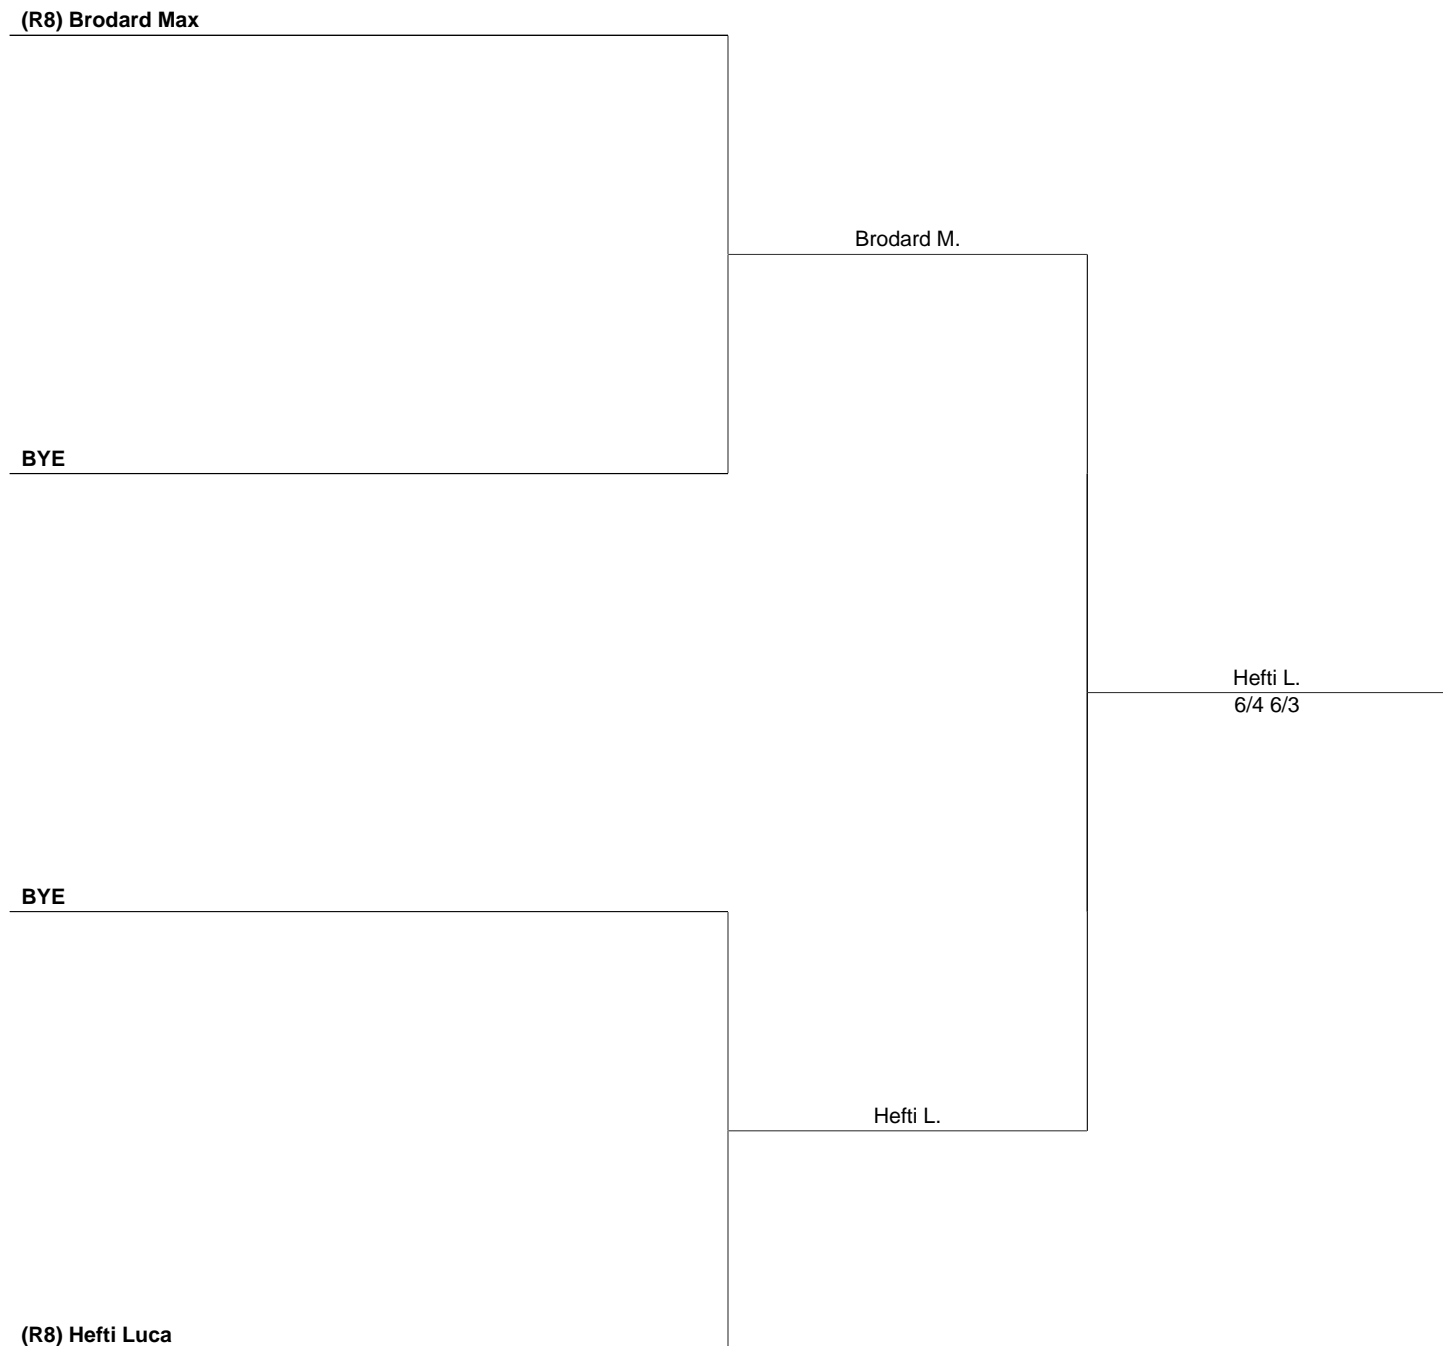 (R8) Brodard Max
Brodard M.
BYE
Hefti L.
6/4 6/3
BYE
Hefti L.
(R8) Hefti Luca